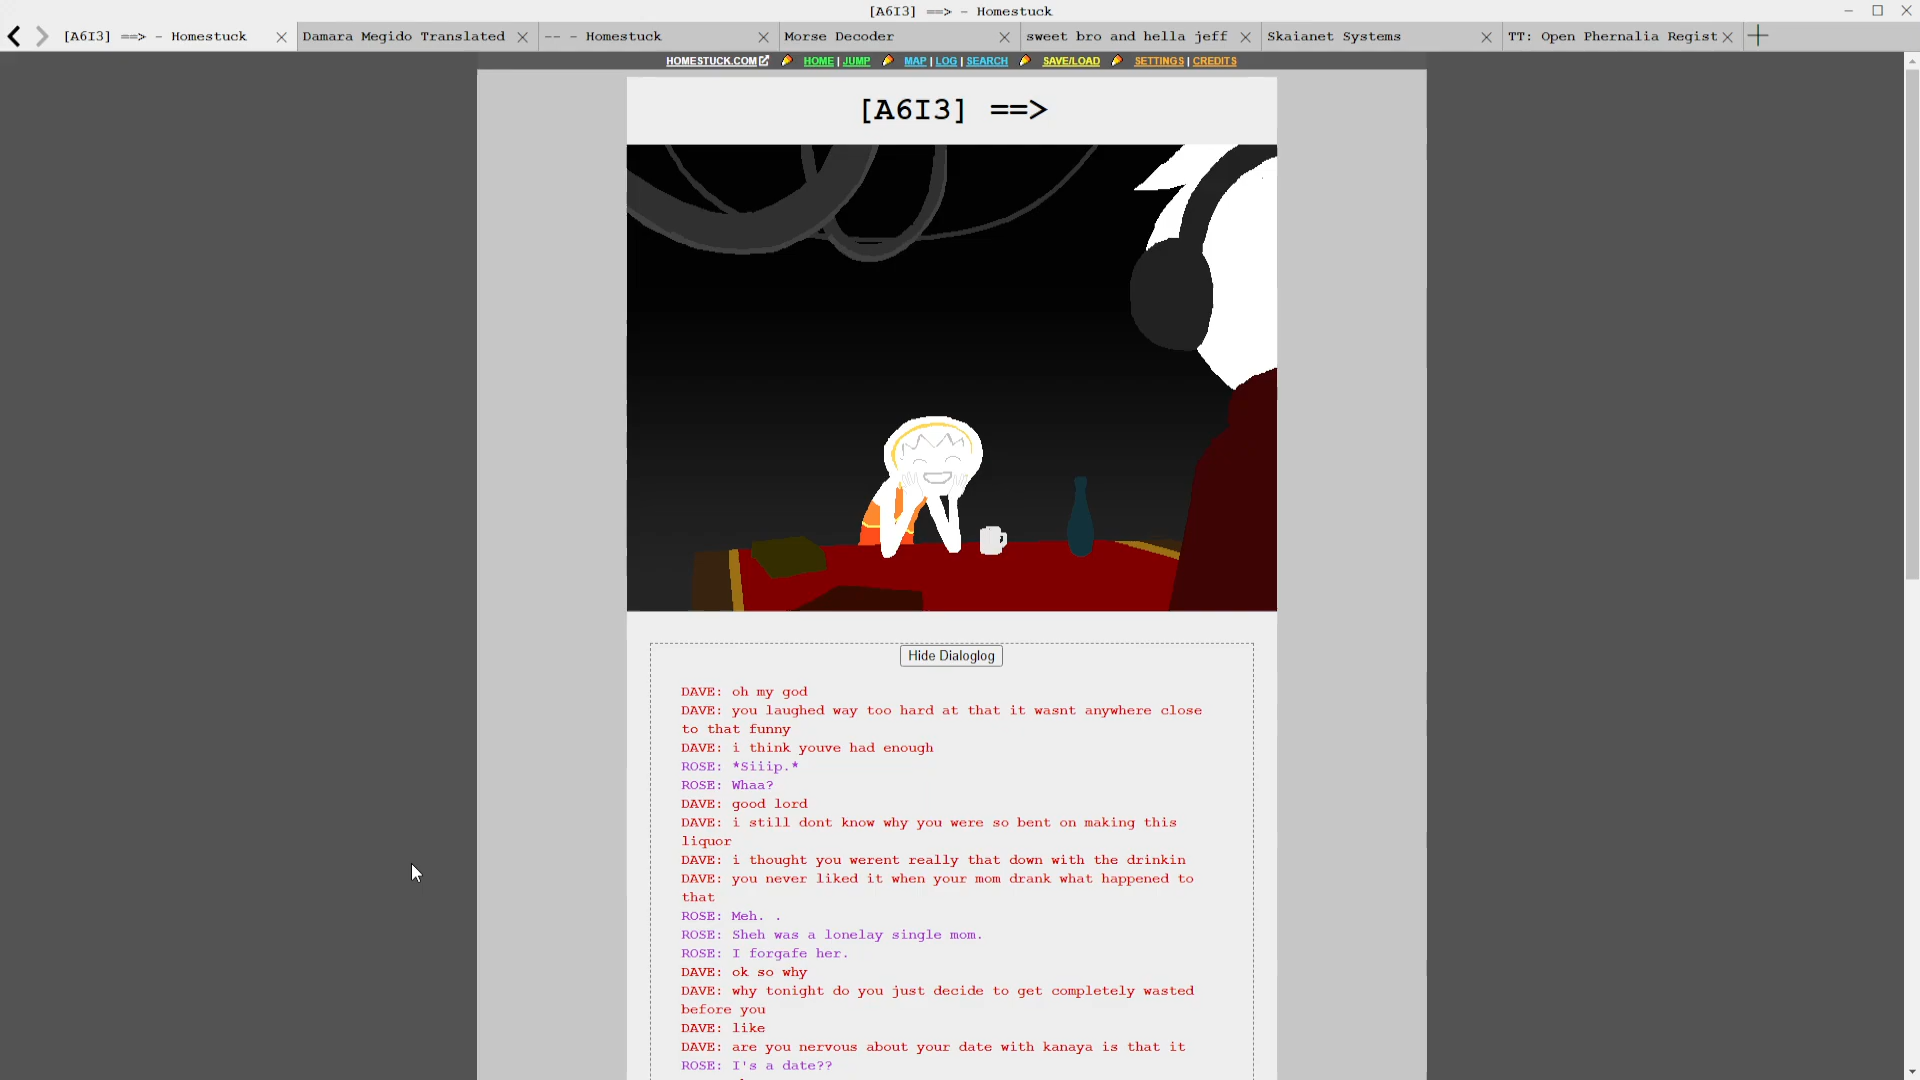 [A6I3] ==> - Homestuck
[A6I3] ==> - Homestuck
Damara Megido Translated
-- - Homestuck
Morse Decoder
sweet bro and hella jeff
Skaianet Systems
TT: Open Phernalia Regist
HOMESTUCK.COM HOME | JUMP MAP | LOG | SEARCH SAVE/LOAD SETTINGS | CREDITS
[A6I3] ==>
Hide Dialoglog
DAVE: oh my god
DAVE: you laughed way too hard at that it wasnt anywhere close
to that funny
DAVE: i think youve had enough
ROSE: *Siiip.*
ROSE: Whaa?
DAVE: good lord
DAVE: i still dont know why you were so bent on making this
liquor
DAVE: i thought you werent really that down with the drinkin
DAVE: you never liked it when your mom drank what happened to
that
ROSE: Meh. .
ROSE: Sheh was a lonelay single mom.
ROSE: I forgafe her.
DAVE: ok so why
DAVE: why tonight do you just decide to get completely wasted
before you
DAVE: like
DAVE: are you nervous about your date with kanaya is that it
ROSE: I's a date??